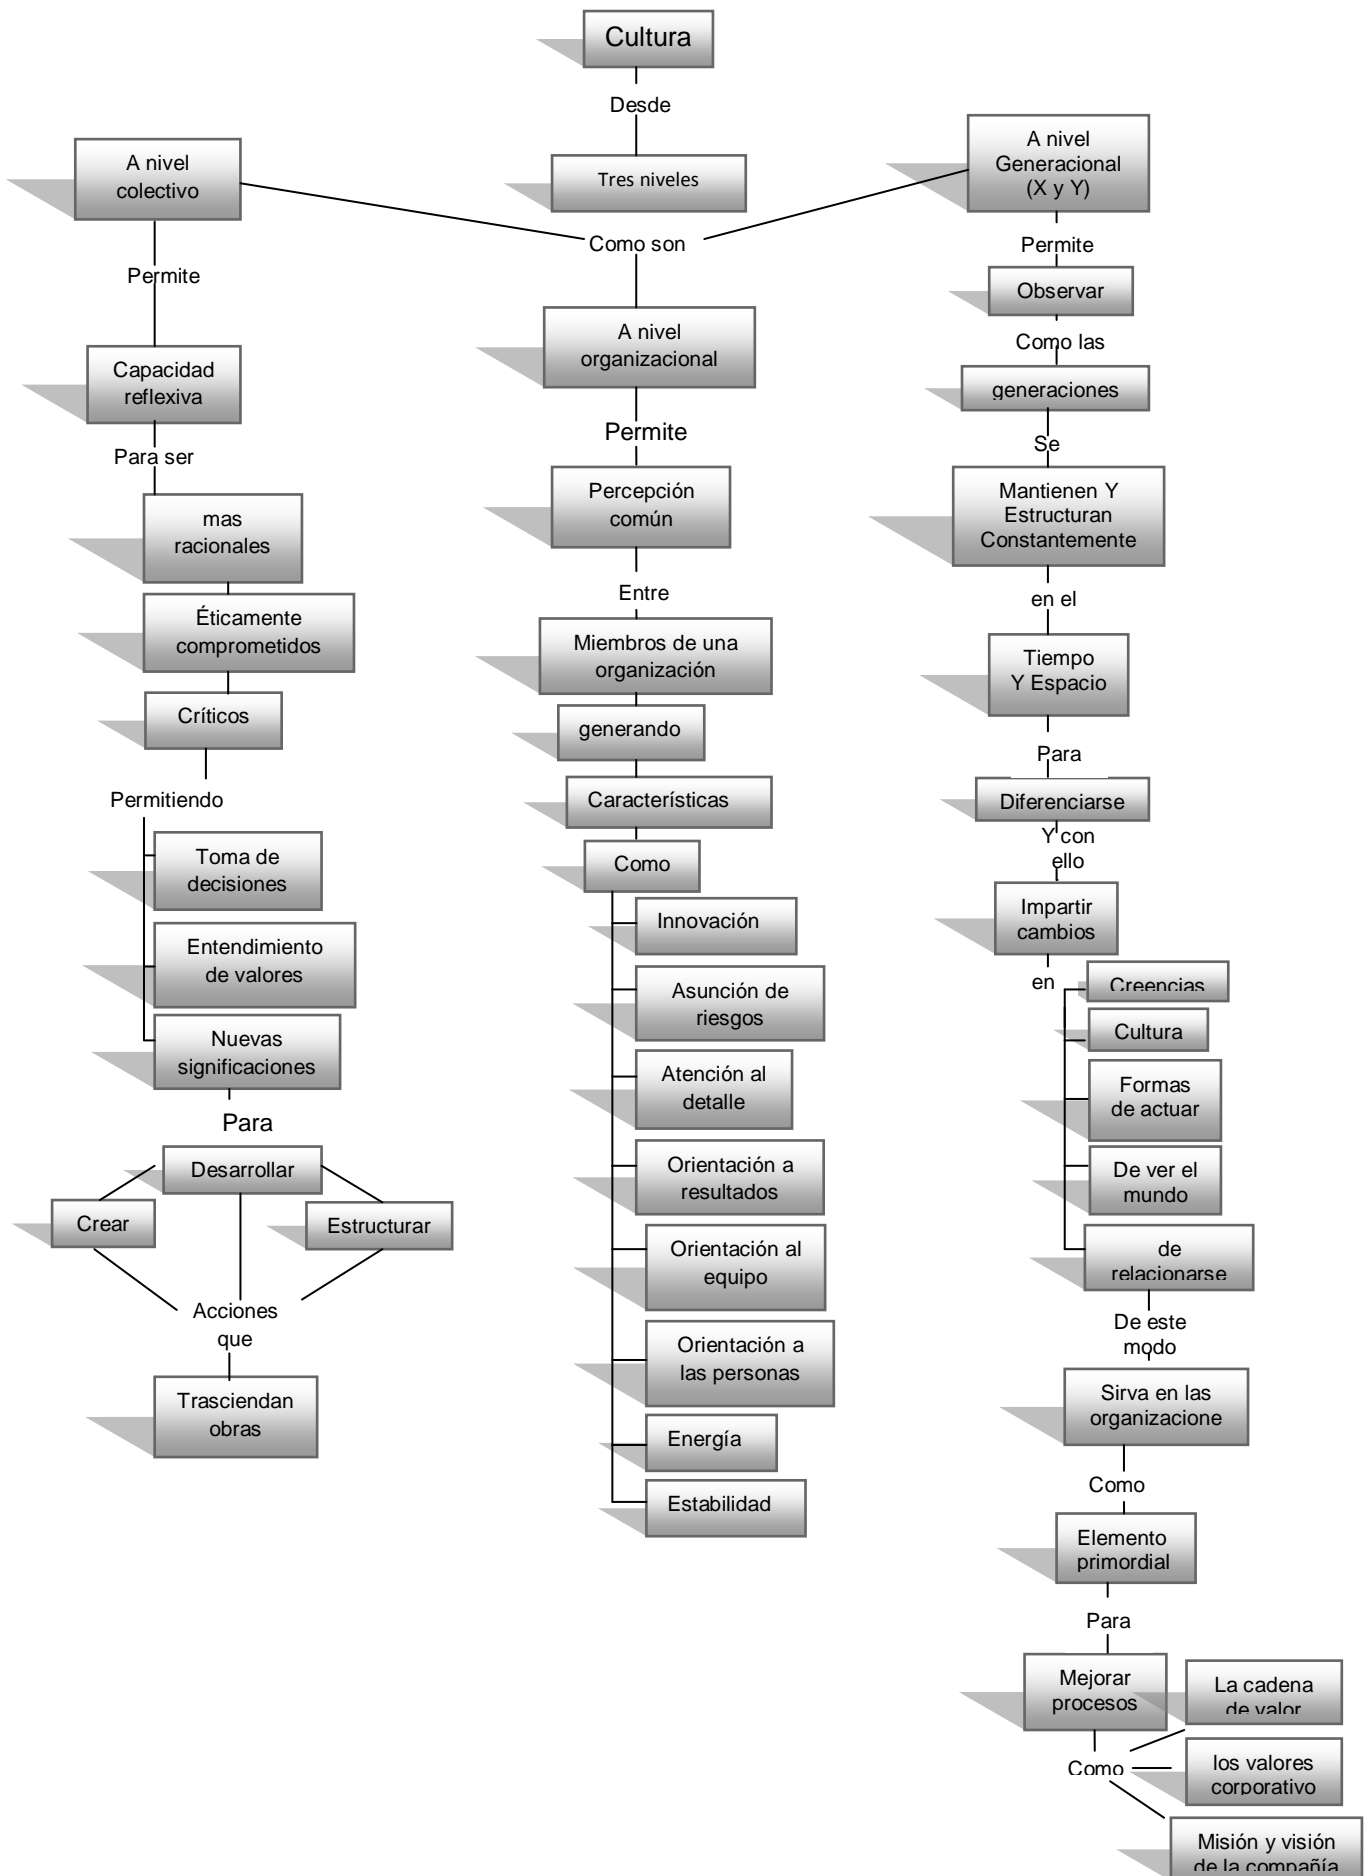 Cultura
Desde
Tres niveles
Como son
A nivel
colectivo
Permite
Capacidad
reflexiva
Para ser
mas
racionales
Éticamente
comprometidos
Críticos
Permitiendo
Toma de
decisiones
Entendimiento
de valores
Nuevas
significaciones
Para
Desarrollar
Crear
Estructurar
Acciones
que
Trasciendan
obras
A nivel
organizacional
Permite
Percepción
común
Entre
Miembros de una
organización
generando
Características
Como
Innovación
Asunción de
riesgos
Atención al
detalle
Orientación a
resultados
Orientación al
equipo
Orientación a
las personas
Energía
Estabilidad
A nivel
Generacional
(X y Y)
Permite
Observar
Como las
generaciones
Se
Mantienen Y
Estructuran
Constantemente
en el
Tiempo
Y Espacio
Para
Diferenciarse
Y con
ello
Impartir
cambios
en
Creencias
Cultura
Formas
de actuar
De ver el
mundo
de
relacionarse
De este
modo
Sirva en las
organizacione
Como
Elemento
primordial
Para
Mejorar
procesos
Como
La cadena
de valor
los valores
corporativo
Misión y visión
de la compañía